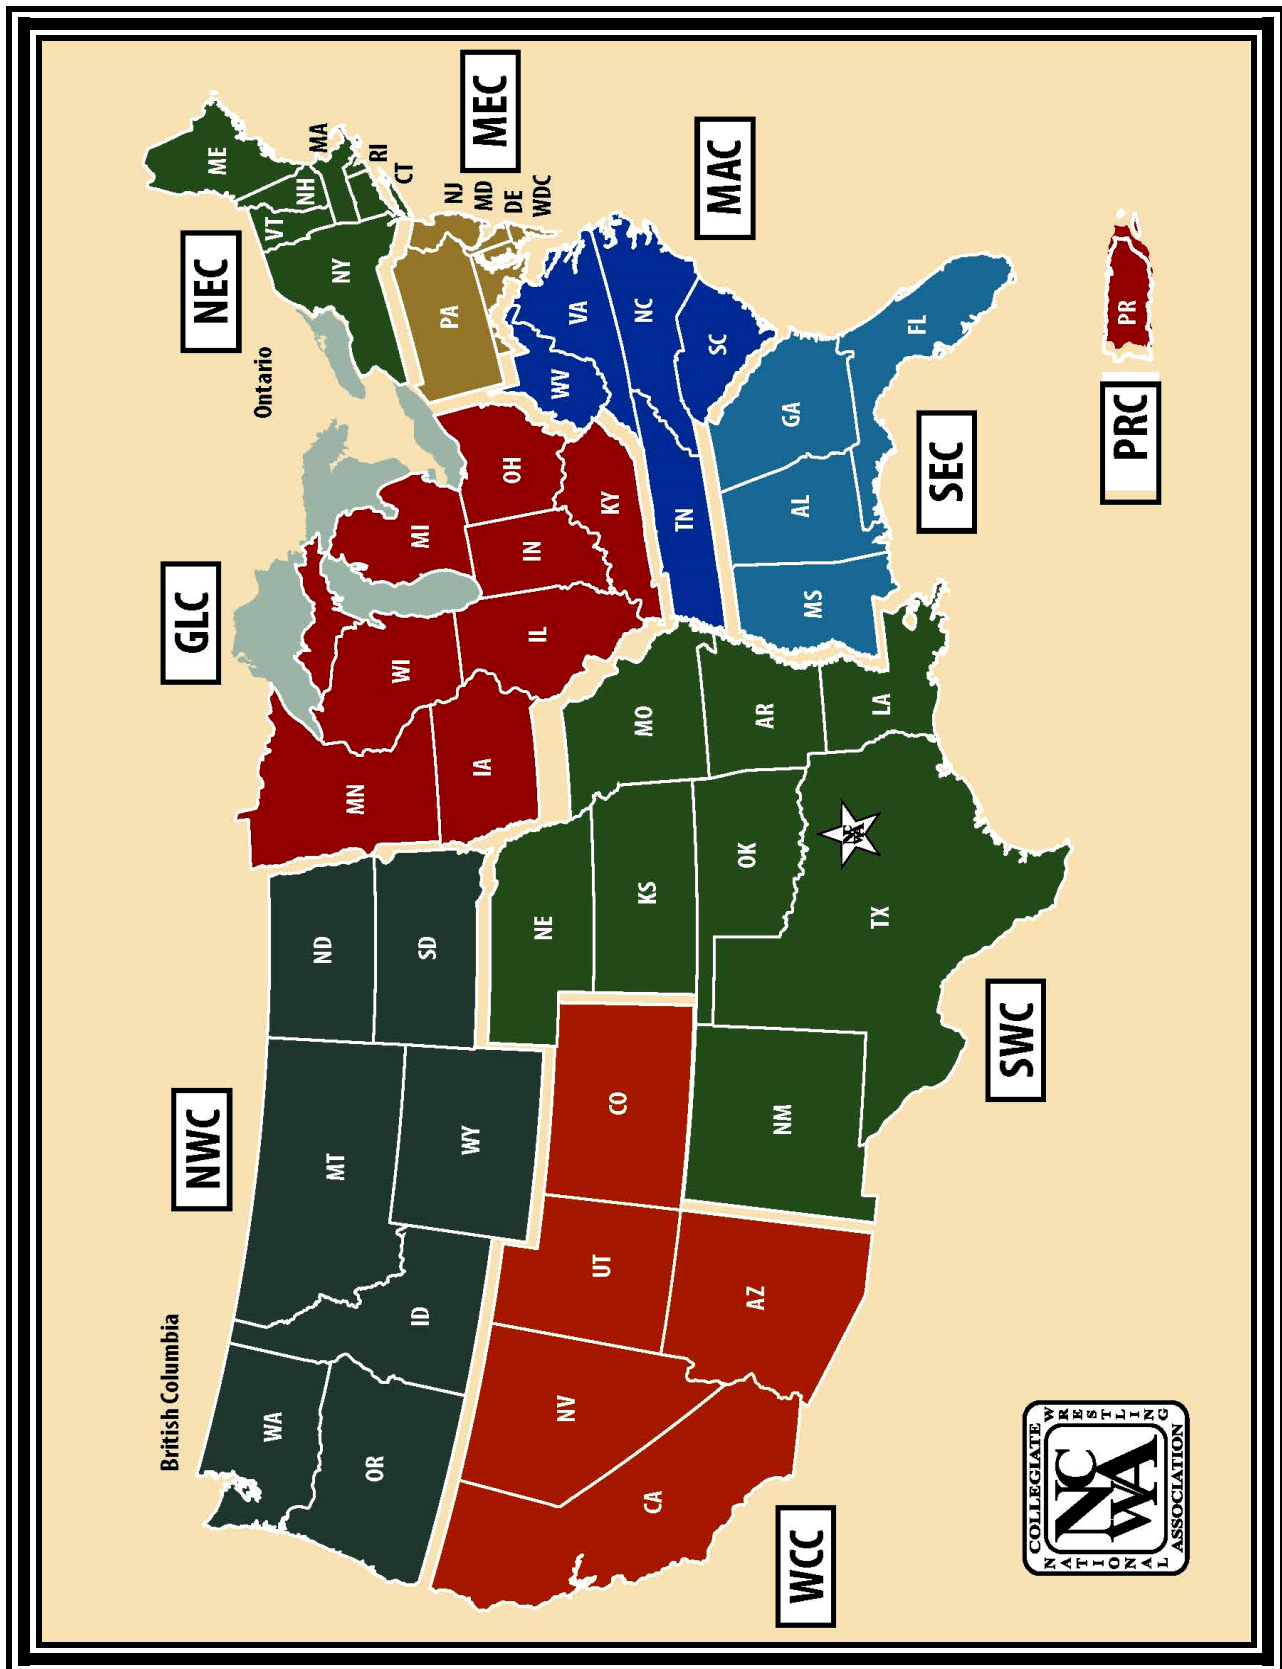 British Columbia
NWC
GLC
Ontario
NEC
WA
MT
ND
MN
ME
VT
NH
MA
RI
CT
NY
OR
ID
WY
SD
WI
MI
PA
NJ
MD
DE
WDC
MEC
NV
UT
CO
NE
IA
IL
IN
OH
WV
VA
CA
KS
MO
KY
NC
MAC
AZ
NM
OK
AR
TN
SC
WCC
TX
NC
WA
LA
MS
AL
GA
FL
SWC
SEC
PRC
PR
COLLEGIATE
NATIONAL
NC
WA
WRESTLING
ASSOCIATION